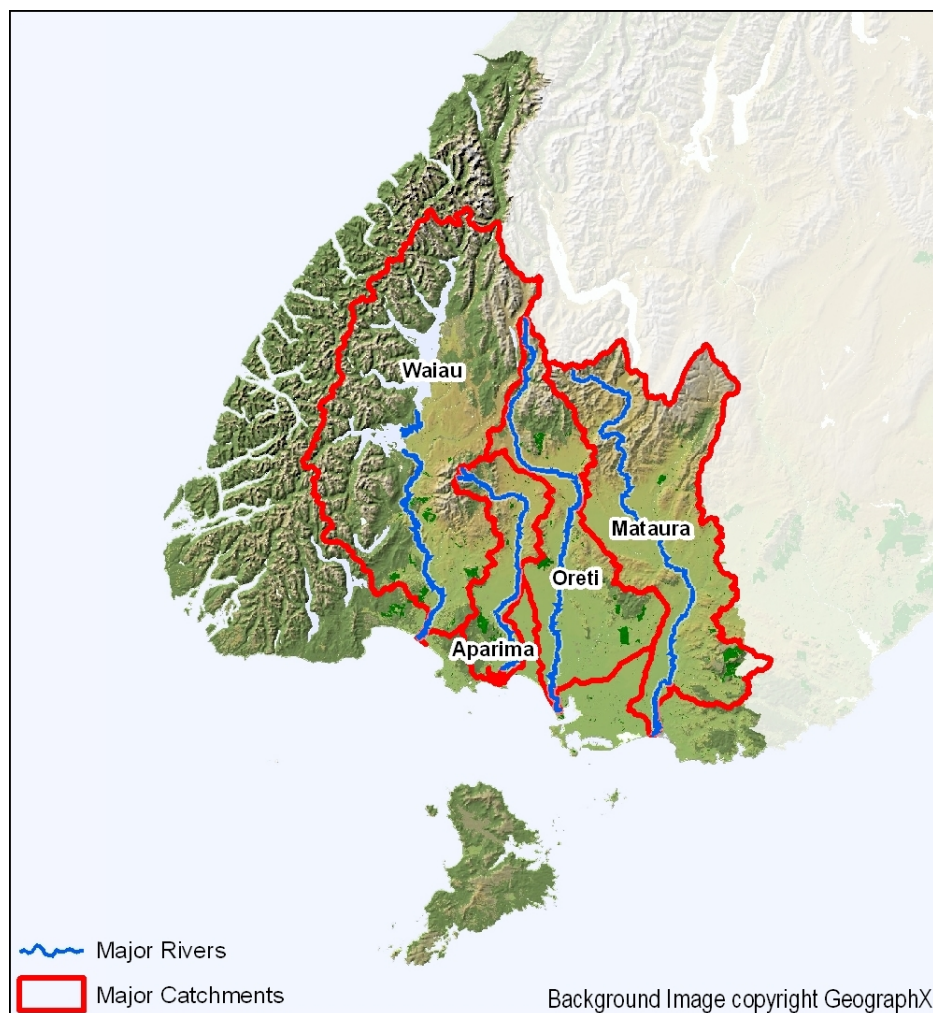 Waiau
Mataura
Oreti
Aparima
Major Rivers
Major Catchments
Background Image copyright GeographX